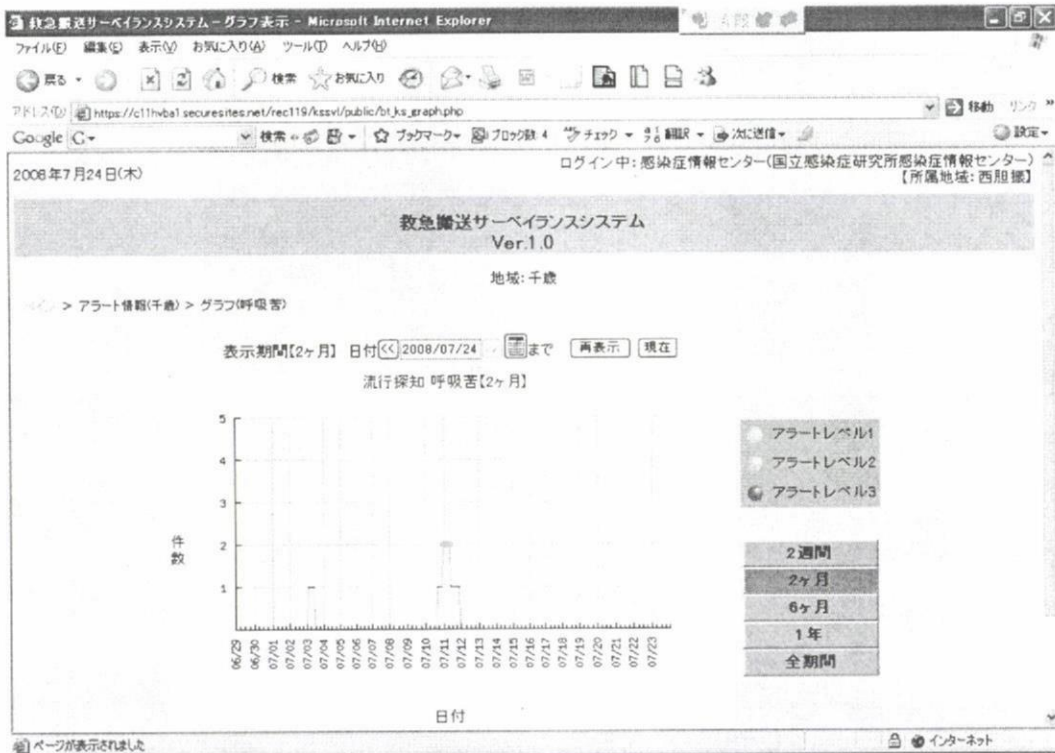 救急搬送サーベイランスシステム - グラフ表示 - Microsoft Internet Explorer
ファイル(F) 編集(E) 表示(V) お気に入り(A) ツール(T) ヘルプ(H)
戻る 検索 お気に入り
アドレス(D) https://c11hvba1.securesites.net/rec119/kssvl/public/bt_ks_graph.php 移動 リンク »
Google G 検索 ブックマーク ブロック数 4 チェック 翻訳 次に送信 設定
2008年7月24日(木)
ログイン中: 感染症情報センター(国立感染症研究所感染症情報センター)
【所属地域: 西胆振】
救急搬送サーベイランスシステム
Ver.1.0
地域: 千歳
> アラート情報(千歳) > グラフ(呼吸苦)
表示期間【2ヶ月】 日付 << 2008/07/24 まで 再表示 現在
流行探知 呼吸苦【2ヶ月】
5
4
3
2
1
件数
06/29 06/30 07/01 07/02 07/03 07/04 07/05 07/06 07/07 07/08 07/09 07/10 07/11 07/12 07/13 07/14 07/15 07/16 07/17 07/18 07/19 07/20 07/21 07/22 07/23
日付
アラートレベル1
アラートレベル2
アラートレベル3
2週間
2ヶ月
6ヶ月
1年
全期間
ページが表示されました インターネット